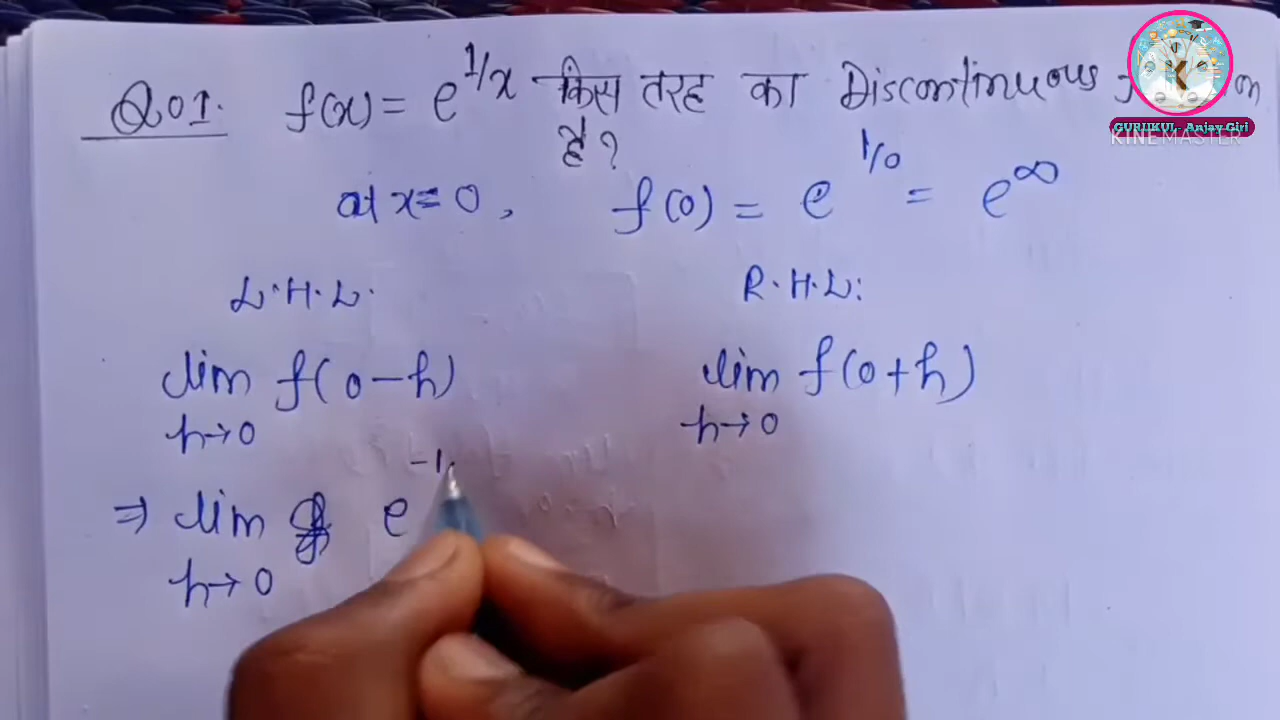 Q01. f(x) = e^1/x किस तरह का Discontinuous
है?
at x = 0, f(0) = e^1/0 = e^∞
L.H.L. R.H.L:
lim f(0-h) lim f(0+h)
h→0 h→0
⇒ lim e^-1
h→0
GURUKUL- Anjay Giri
KINEMASTER